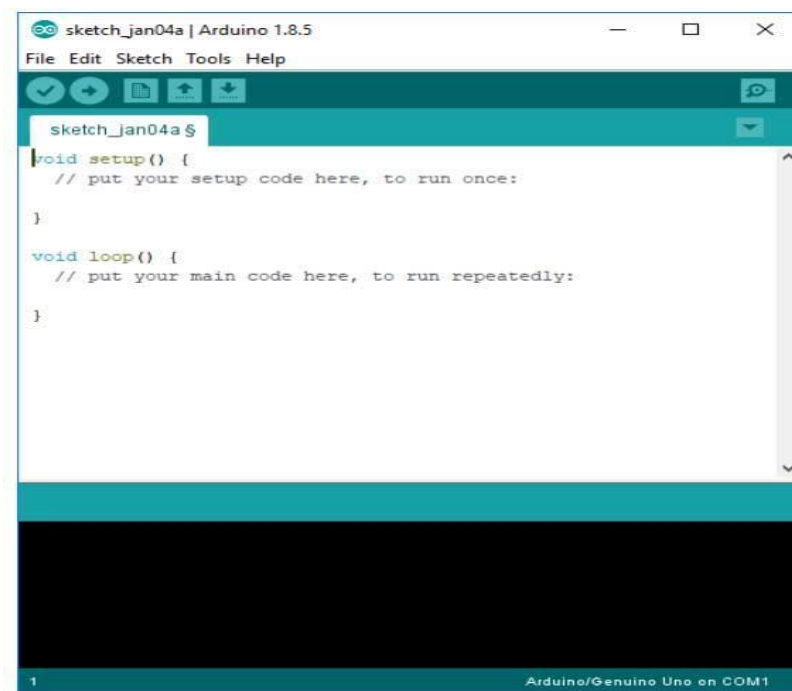 sketch_jan04a | Arduino 1.8.5
File Edit Sketch Tools Help
sketch_jan04a §
void setup() {
  // put your setup code here, to run once:
}
void loop() {
  // put your main code here, to run repeatedly:
}
1 Arduino/Genuino Uno on COM1